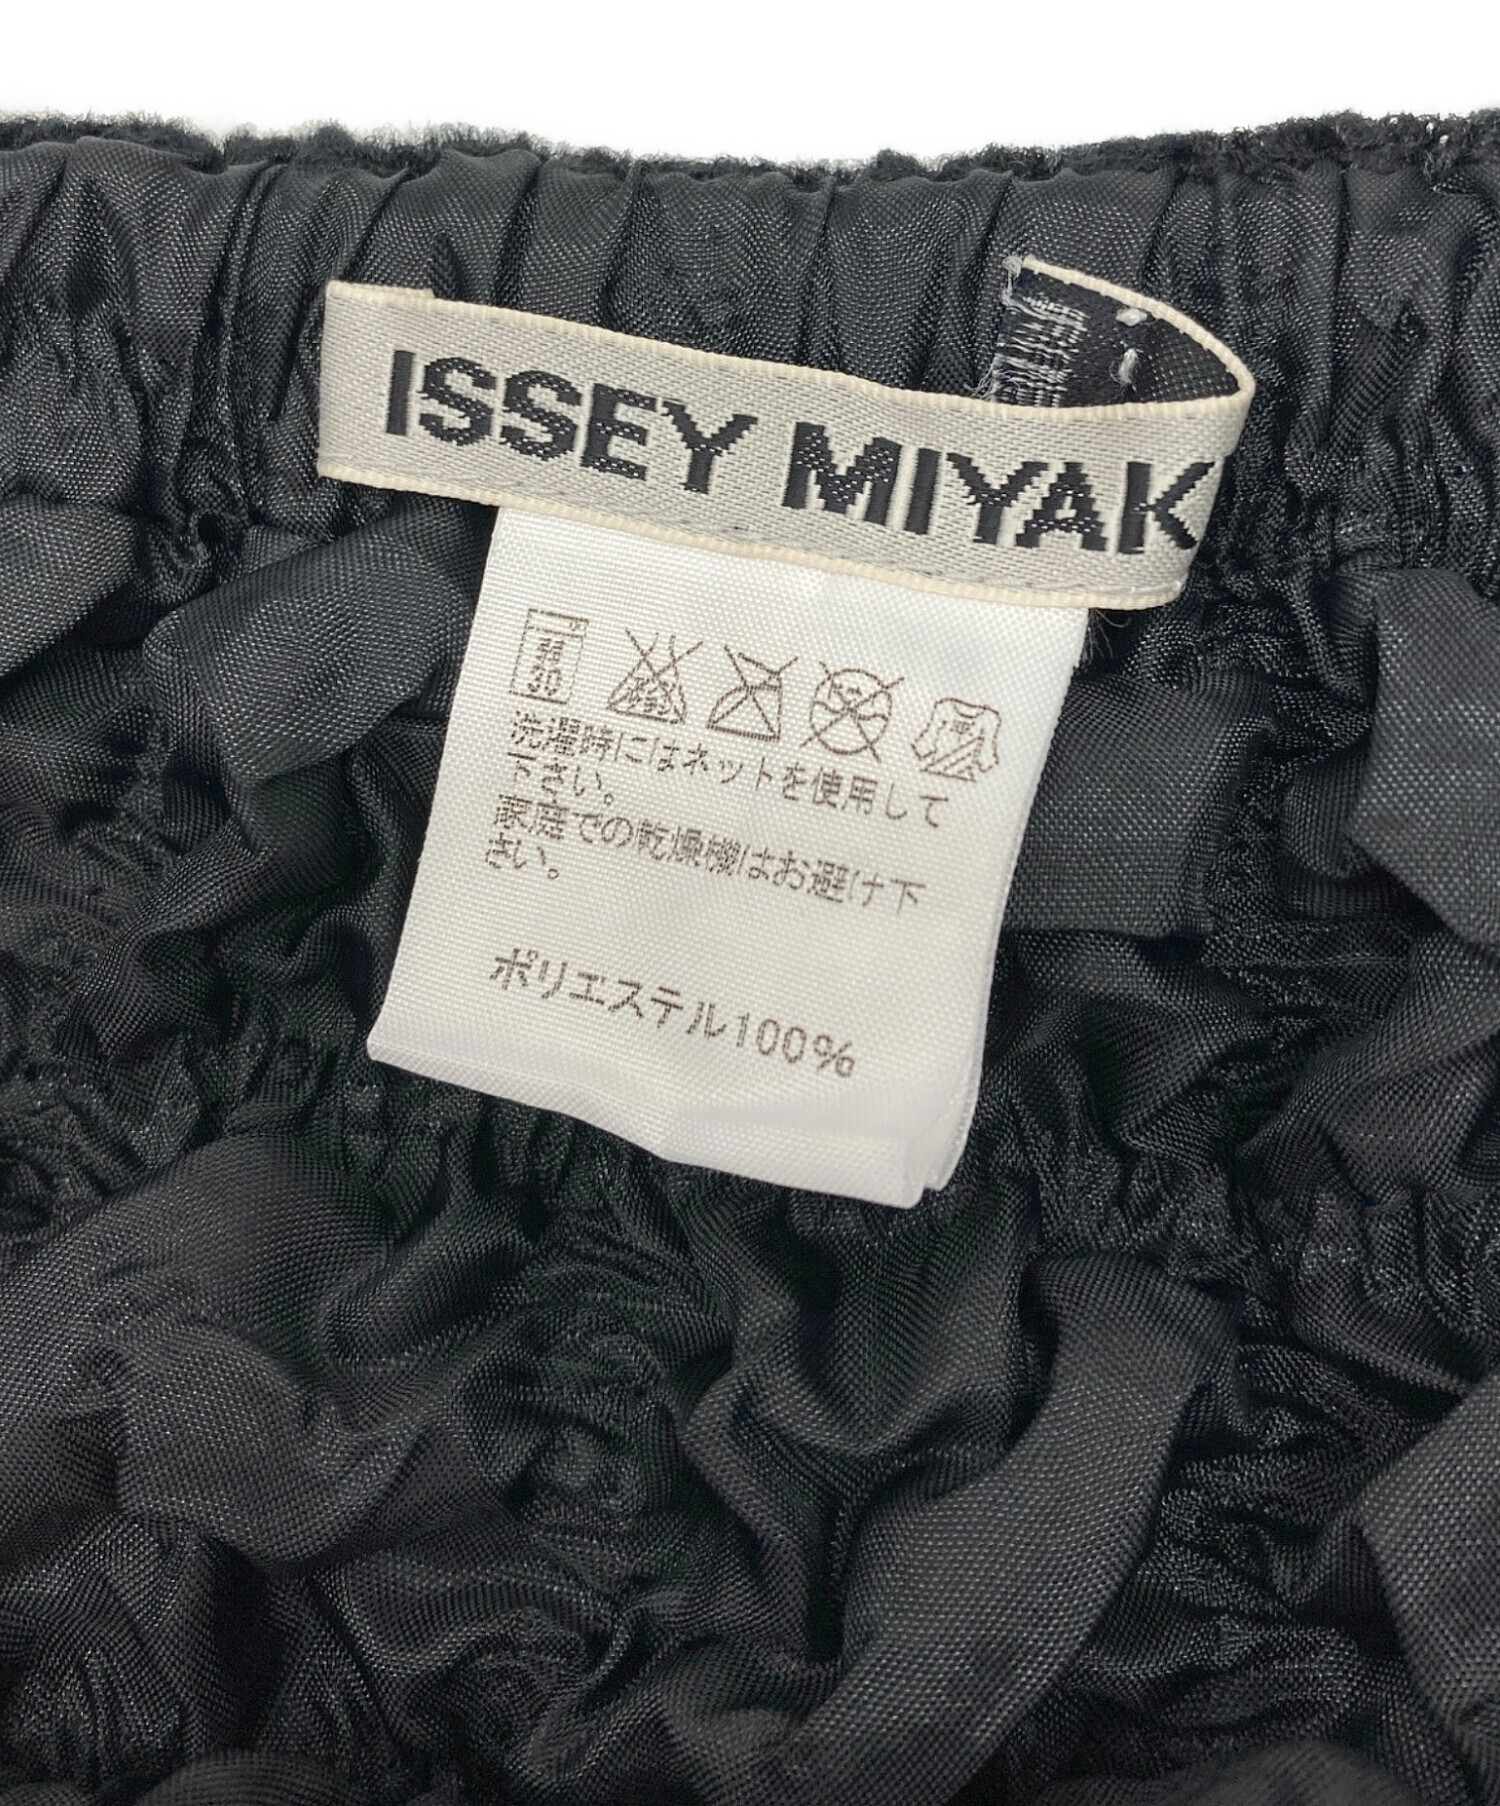 ISSEY MIYAK
洗濯時にはネットを使用して
下さい。
家庭での乾燥機はお避け下
さい。
ポリエステル100%